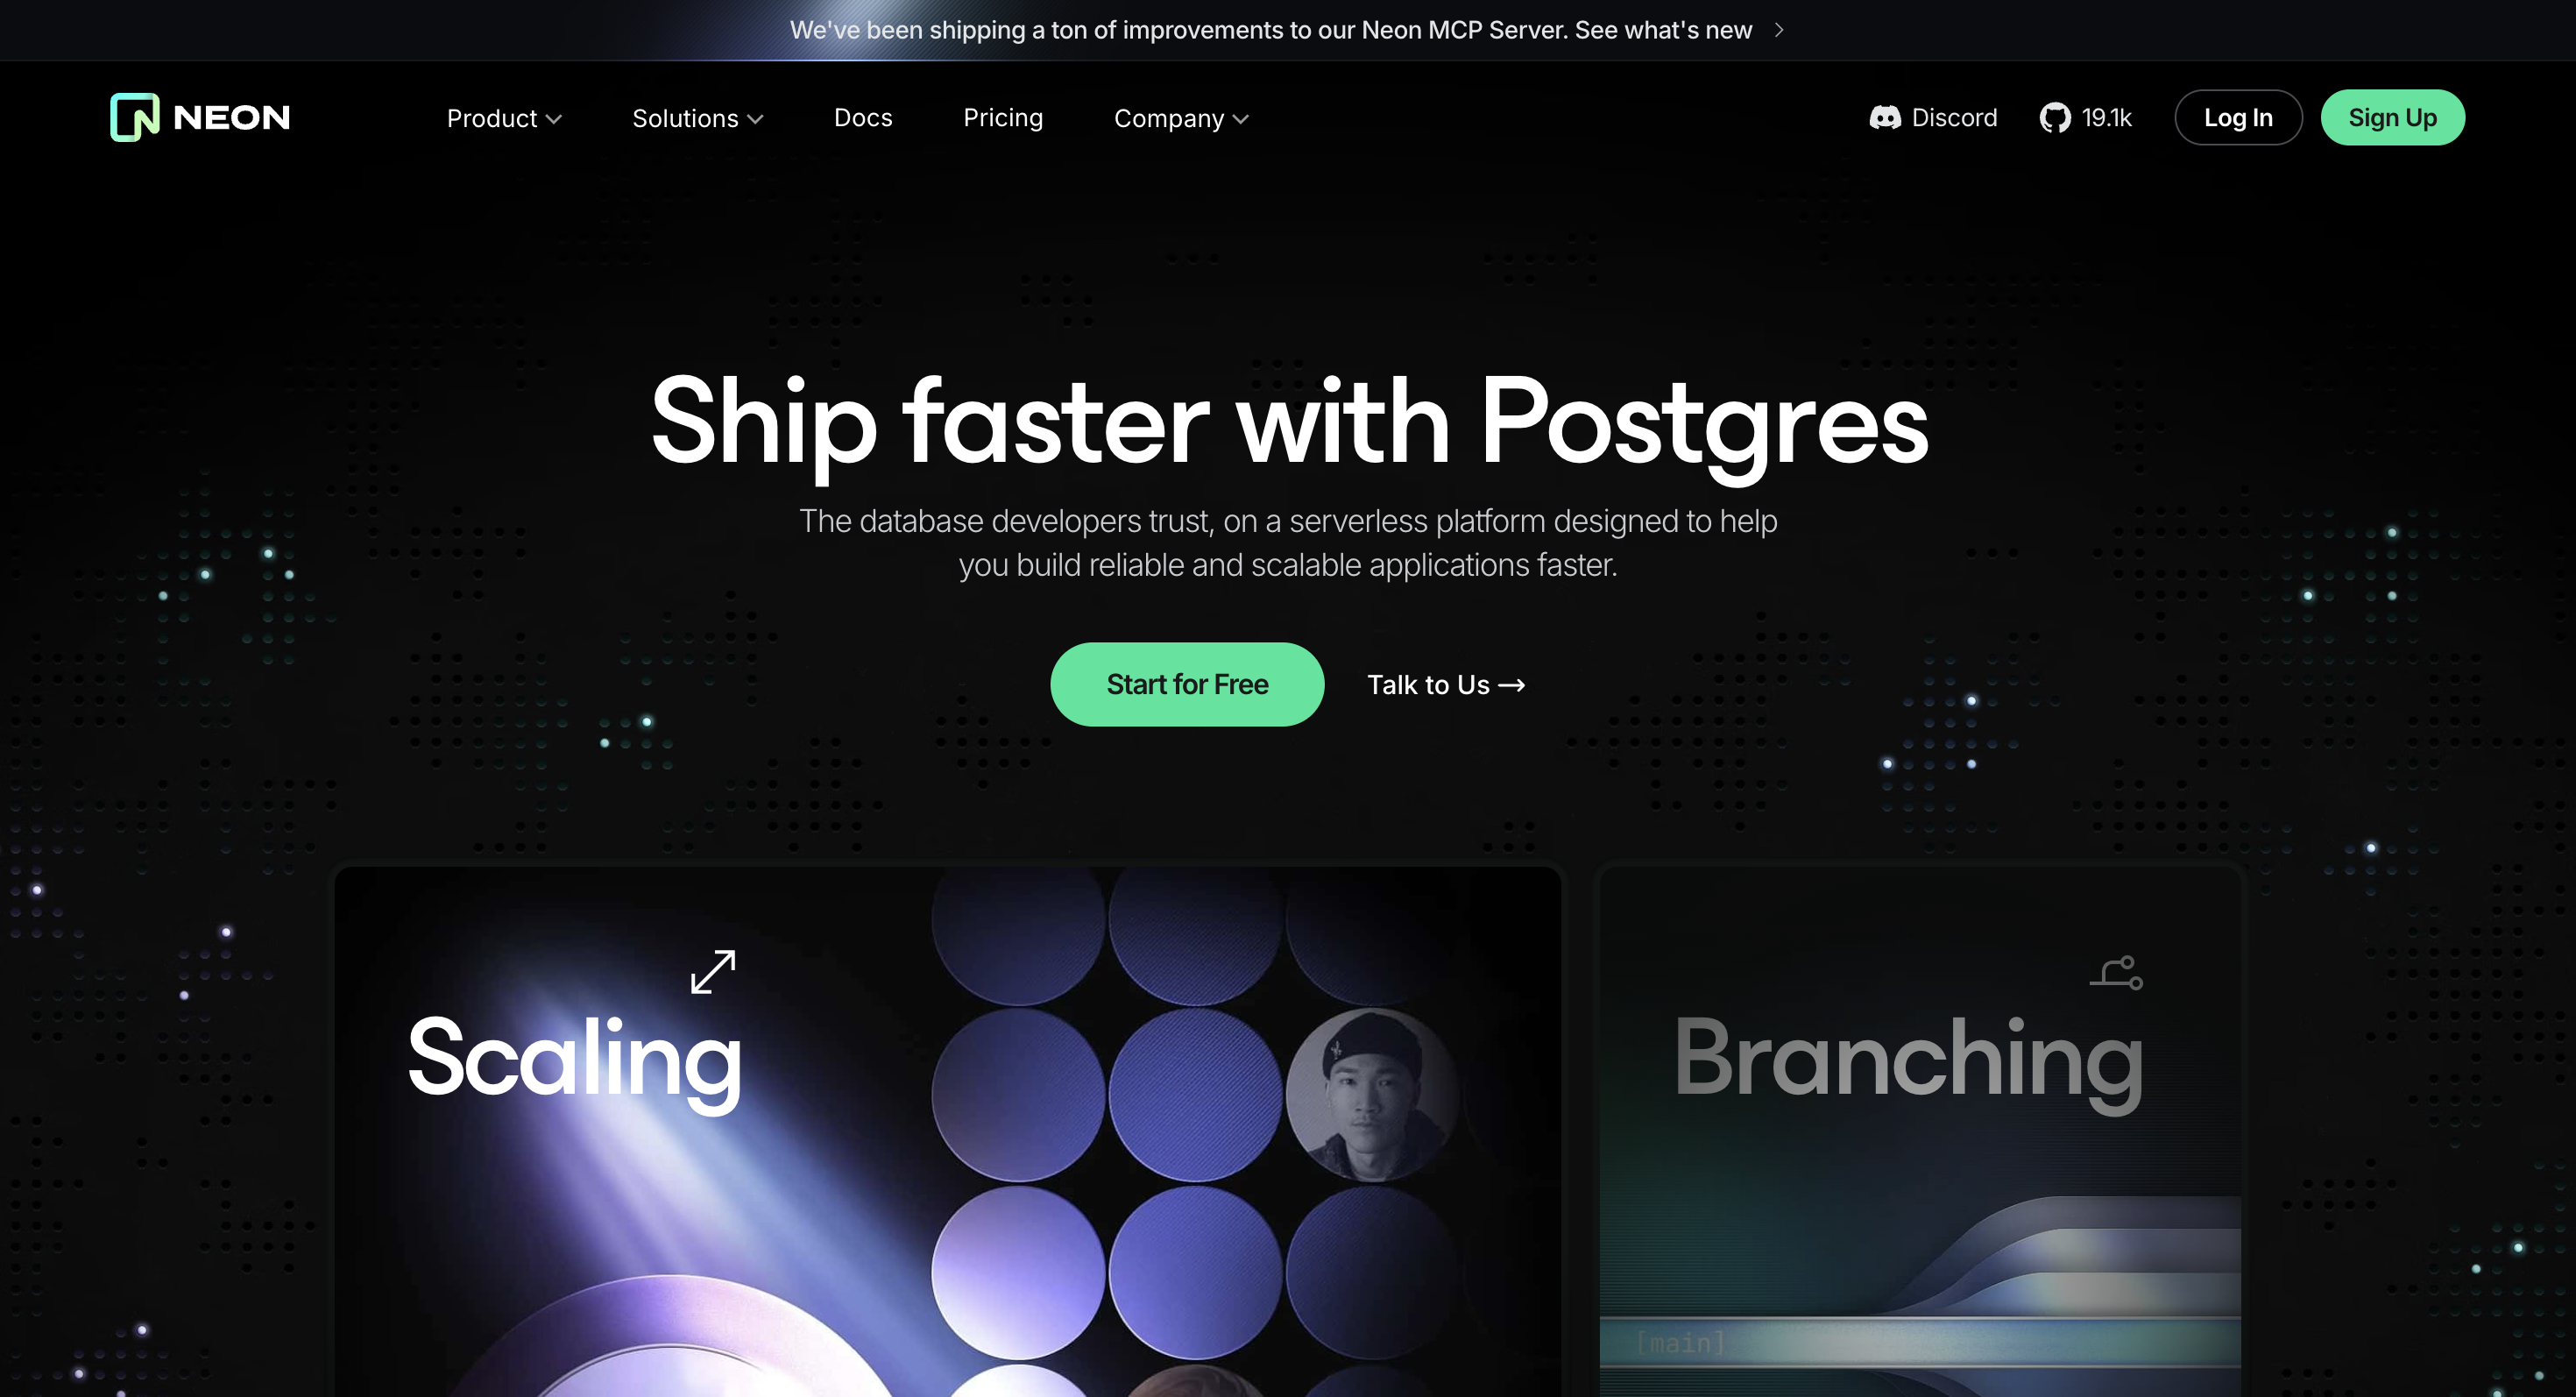 We've been shipping a ton of improvements to our Neon MCP Server. See what's new
NEON
Product
Solutions
Docs
Pricing
Company
Discord
19.1k
Log In
Sign Up
Ship faster with Postgres
The database developers trust, on a serverless platform designed to help
you build reliable and scalable applications faster.
Start for Free
Talk to Us →
Scaling
Branching
[main]